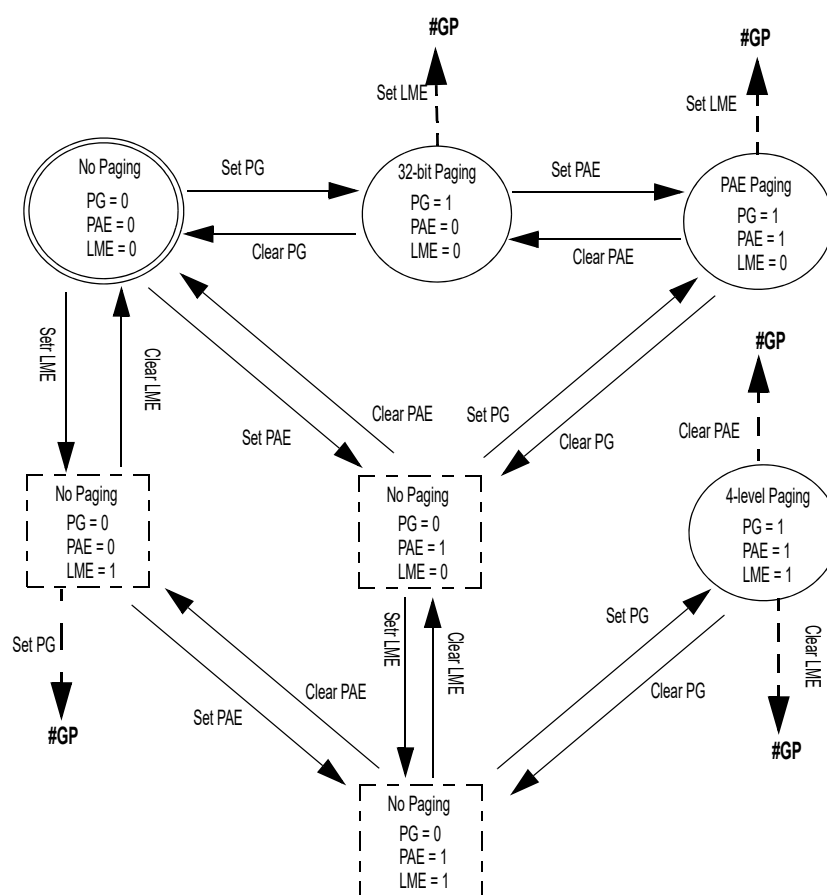 #GP
#GP
Set LME
Set LME
No Paging
PG = 0
PAE = 0
LME = 0
Set PG
Clear PG
32-bit Paging
PG = 1
PAE = 0
LME = 0
Set PAE
Clear PAE
PAE Paging
PG = 1
PAE = 1
LME = 0
Setr LME
Clear LME
Set PAE
Clear PAE
Set PG
Clear PG
#GP
Clear PAE
No Paging
PG = 0
PAE = 0
LME = 1
No Paging
PG = 0
PAE = 1
LME = 0
4-level Paging
PG = 1
PAE = 1
LME = 1
Set PG
#GP
Set PAE
Clear PAE
Setr LME
Clear LME
Set PG
Clear PG
Clear LME
#GP
No Paging
PG = 0
PAE = 1
LME = 1